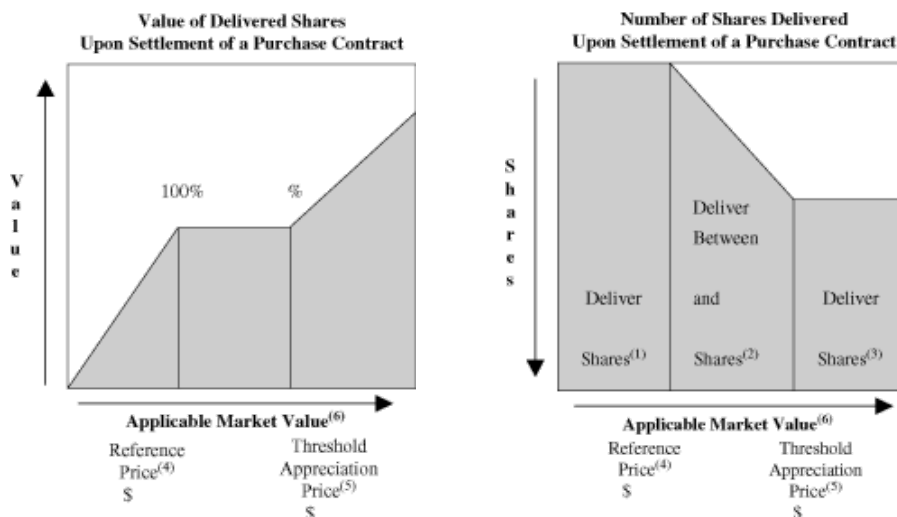 Value of Delivered Shares
Upon Settlement of a Purchase Contract
Value
100%
%
Applicable Market Value(6)
Reference
Price(4)
$
Threshold
Appreciation
Price(5)
$
Number of Shares Delivered
Upon Settlement of a Purchase Contract
Shares
Deliver
Shares(1)
Deliver
Between
and
Shares(2)
Deliver
Shares(3)
Applicable Market Value(6)
Reference
Price(4)
$
Threshold
Appreciation
Price(5)
$